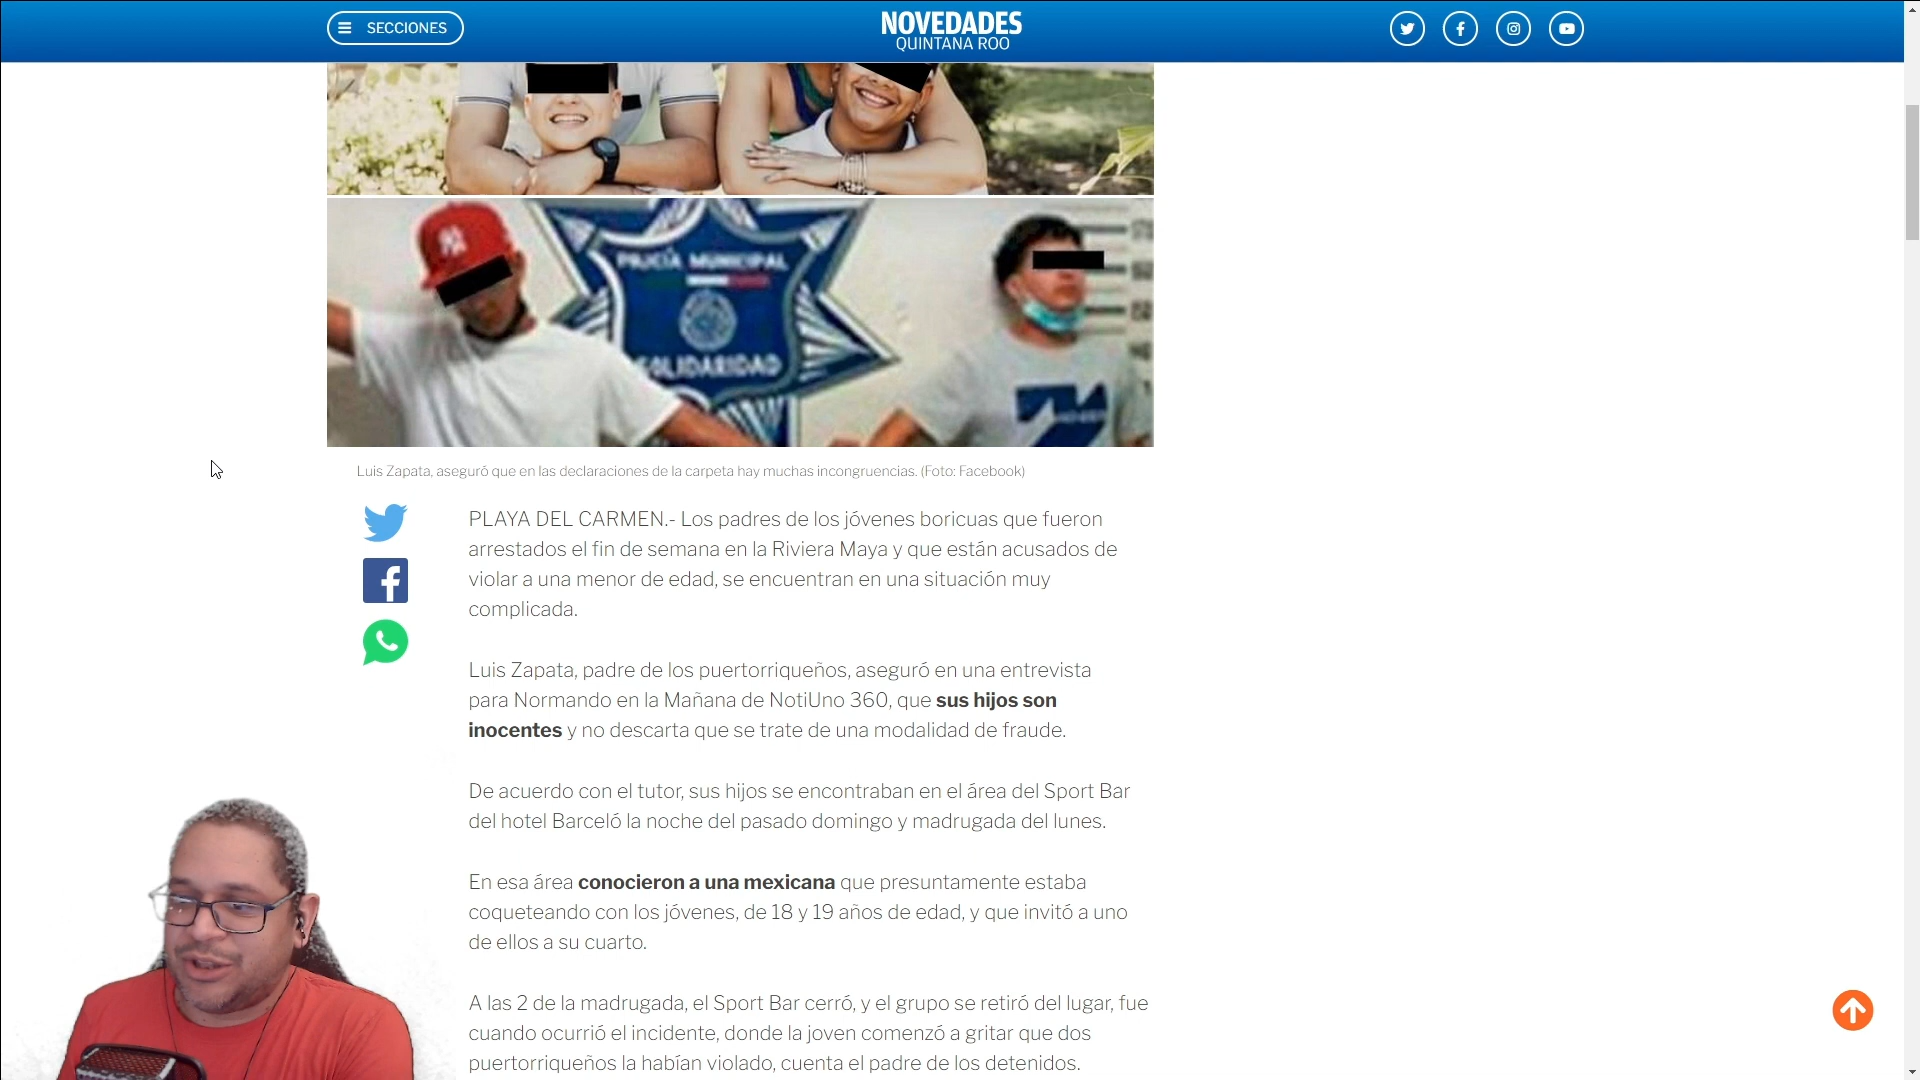 SECCIONES
NOVEDADES
QUINTANA ROO
POLICÍA MUNICIPAL
SOLIDARIDAD
Luis Zapata, aseguró que en las declaraciones de la carpeta hay muchas incongruencias. (Foto: Facebook)
PLAYA DEL CARMEN.- Los padres de los jóvenes boricuas que fueron
arrestados el fin de semana en la Riviera Maya y que están acusados de
violar a una menor de edad, se encuentran en una situación muy
complicada.
Luis Zapata, padre de los puertorriqueños, aseguró en una entrevista
para Normando en la Mañana de NotiUno 360, que sus hijos son
inocentes y no descarta que se trate de una modalidad de fraude.
De acuerdo con el tutor, sus hijos se encontraban en el área del Sport Bar
del hotel Barceló la noche del pasado domingo y madrugada del lunes.
En esa área conocieron a una mexicana que presuntamente estaba
coqueteando con los jóvenes, de 18 y 19 años de edad, y que invitó a uno
de ellos a su cuarto.
A las 2 de la madrugada, el Sport Bar cerró, y el grupo se retiró del lugar, fue
cuando ocurrió el incidente, donde la joven comenzó a gritar que dos
puertorriqueños la habían violado, cuenta el padre de los detenidos.